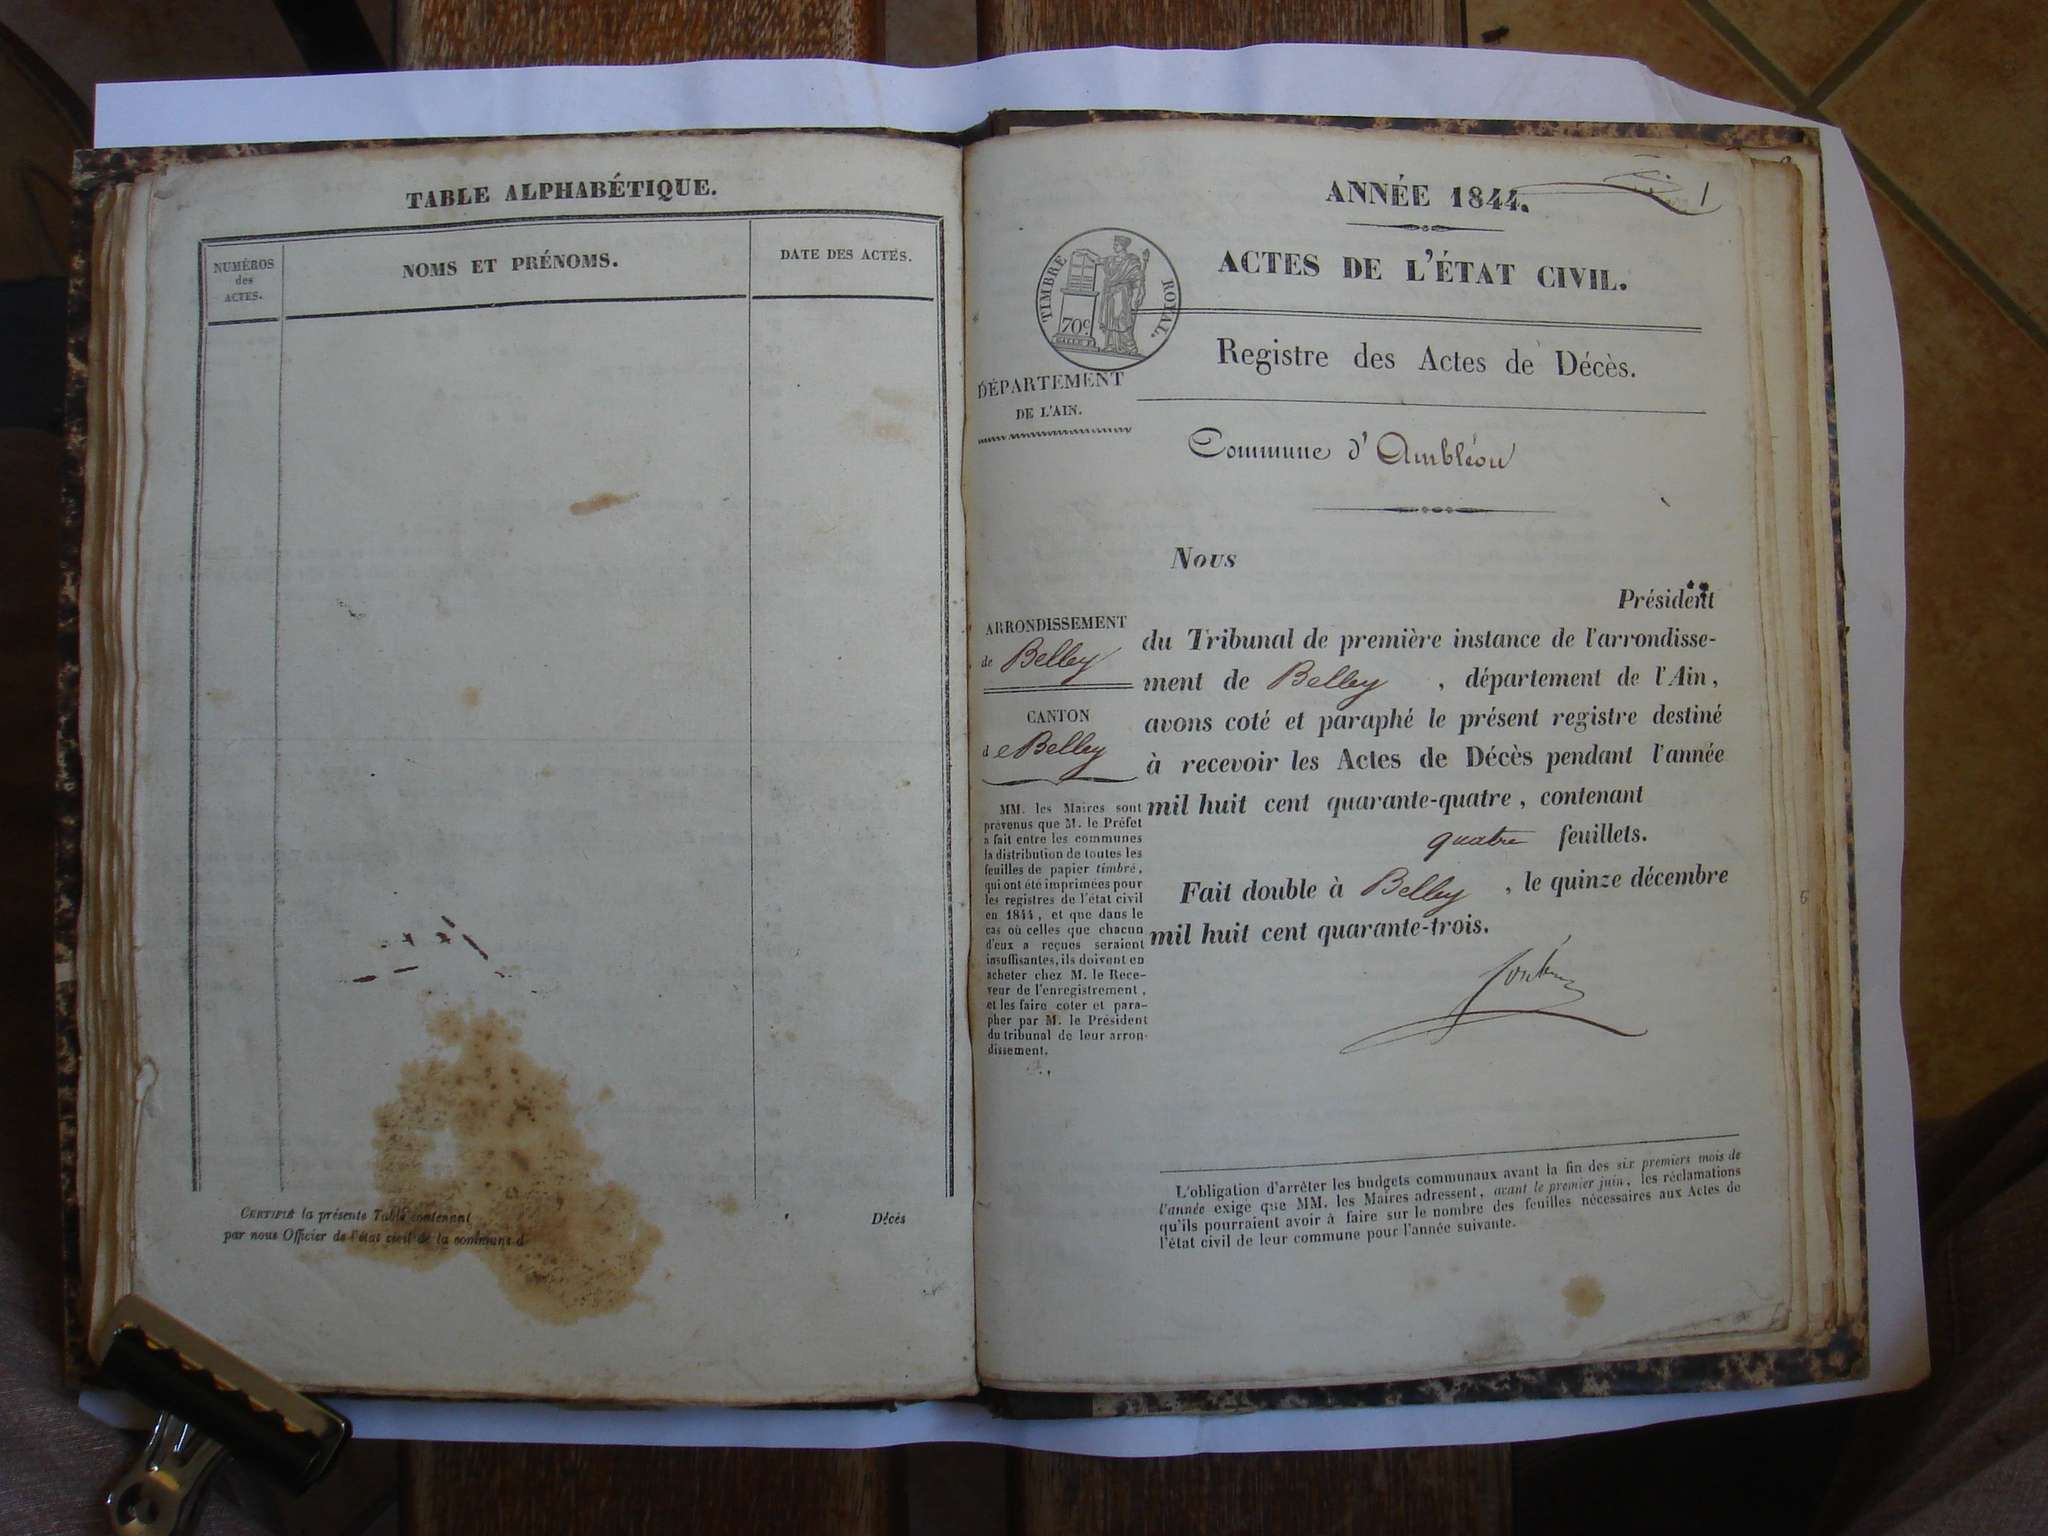 TABLE ALPHABÉTIQUE.
NUMÉROS
des
ACTES.
NOMS ET PRÉNOMS.
DATE DES ACTES.
CERTIFIÉ la présente Table contenant
Décès
par nous Officier de l'état civil de la commune d
1
ANNÉE 1844.
ACTES DE L'ÉTAT CIVIL.
TIMBRE ROYAL.
70c
Registre des Actes de Décès.
DÉPARTEMENT
DE L'AIN.
Commune d'Ambléon
Nous
Président
du Tribunal de première instance de l'arrondisse-
ment de Belley , département de l'Ain,
avons coté et paraphé le présent registre destiné
à recevoir les Actes de Décès pendant l'année
mil huit cent quarante-quatre, contenant
quatre feuillets.
Fait double à Belley , le quinze décembre
mil huit cent quarante-trois.
ARRONDISSEMENT
de Belley
CANTON
de Belley
MM. les Maires sont
prévenus que M. le Préfet
a fait entre les communes
la distribution de toutes les
feuilles de papier timbré,
qui ont été imprimées pour
les registres de l'état civil
en 1844, et que dans le
cas où celles que chacun
d'eux a reçues seraient
insuffisantes, ils doivent en
acheter chez M. le Rece-
veur de l'enregistrement,
et les faire coter et para-
pher par M. le Président
du tribunal de leur arron-
dissement.
L'obligation d'arrêter les budgets communaux avant la fin des six premiers mois de
l'année exige que MM. les Maires adressent, avant le premier juin, les réclamations
qu'ils pourraient avoir à faire sur le nombre des feuilles nécessaires aux Actes de
l'état civil de leur commune pour l'année suivante.